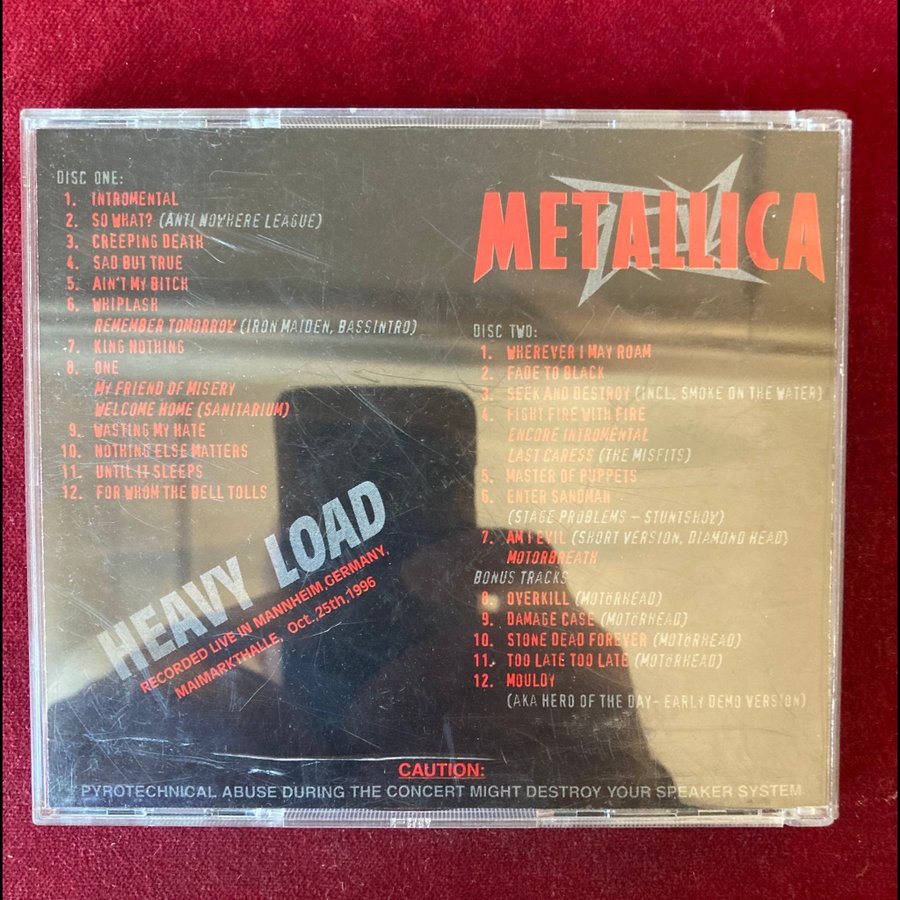 DISC ONE:
1. INTROMENTAL
2. SO WHAT? (ANTI NOWHERE LEAGUE)
3. CREEPING DEATH
4. SAD BUT TRUE
5. AIN'T MY BITCH
6. WHIPLASH
REMEMBER TOMORROW (IRON MAIDEN, BASSINTRO)
7. KING NOTHING
8. ONE
MY FRIEND OF MISERY
WELCOME HOME (SANITARIUM)
9. WASTING MY HATE
10. NOTHING ELSE MATTERS
11. UNTIL IT SLEEPS
12. FOR WHOM THE BELL TOLLS
METALLICA
DISC TWO:
1. WHEREVER I MAY ROAM
2. FADE TO BLACK
3. SEEK AND DESTROY (INCL. SMOKE ON THE WATER)
4. FIGHT FIRE WITH FIRE
ENCORE INTROMENTAL
LAST CARESS (THE MISFITS)
5. MASTER OF PUPPETS
6. ENTER SANDMAN
(STAGE PROBLEMS – STUNTSHOW)
7. AM I EVIL (SHORT VERSION, DIAMOND HEAD)
MOTORBREATH
BONUS TRACKS
8. OVERKILL (MOTöRHEAD)
9. DAMAGE CASE (MOTöRHEAD)
10. STONE DEAD FOREVER (MOTöRHEAD)
11. TOO LATE TOO LATE (MOTöRHEAD)
12. MOULDY
(AKA HERO OF THE DAY- EARLY DEMO VERSION)
HEAVY LOAD
RECORDED LIVE IN MANNHEIM, GERMANY,
MAIMARKTHALLE, Oct.,25th,1996
CAUTION:
PYROTECHNICAL ABUSE DURING THE CONCERT MIGHT DESTROY YOUR SPEAKER SYSTEM